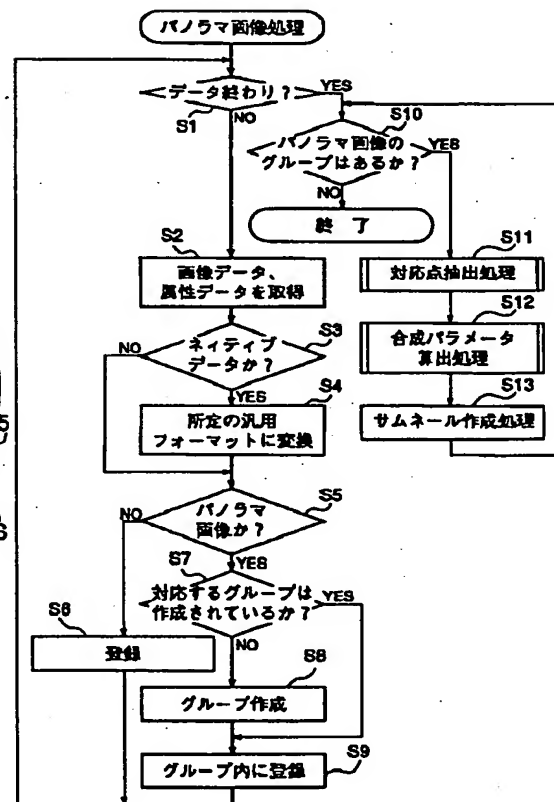 パノラマ画像処理
データ終わり?
YES
S1
NO
S10
パノラマ画像の
グループはあるか?
YES
NO
終 了
S2
画像データ、
属性データを取得
S11
対応点抽出処理
S3
ネイティブ
データか?
NO
YES
S12
合成パラメータ
算出処理
S4
所定の汎用
フォーマットに変換
S13
サムネール作成処理
S5
パノラマ
画像か?
NO
YES
S7
対応するグループは
作成されているか?
YES
NO
S6
登録
S8
グループ作成
S9
グループ内に登録